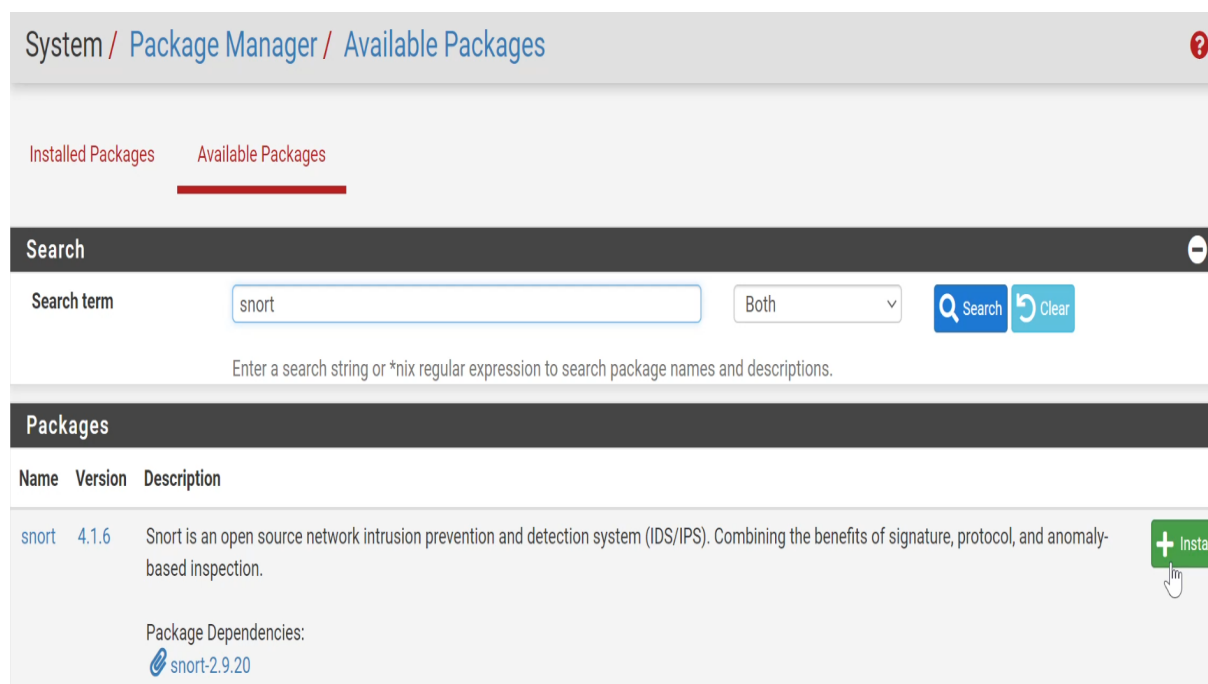 System / Package Manager / Available Packages
Installed Packages Available Packages
Search
Search term snort Both Search Clear
Enter a search string or *nix regular expression to search package names and descriptions.
Packages
Name Version Description
snort 4.1.6 Snort is an open source network intrusion prevention and detection system (IDS/IPS). Combining the benefits of signature, protocol, and anomaly-
based inspection.
Insta
Package Dependencies:
snort-2.9.20